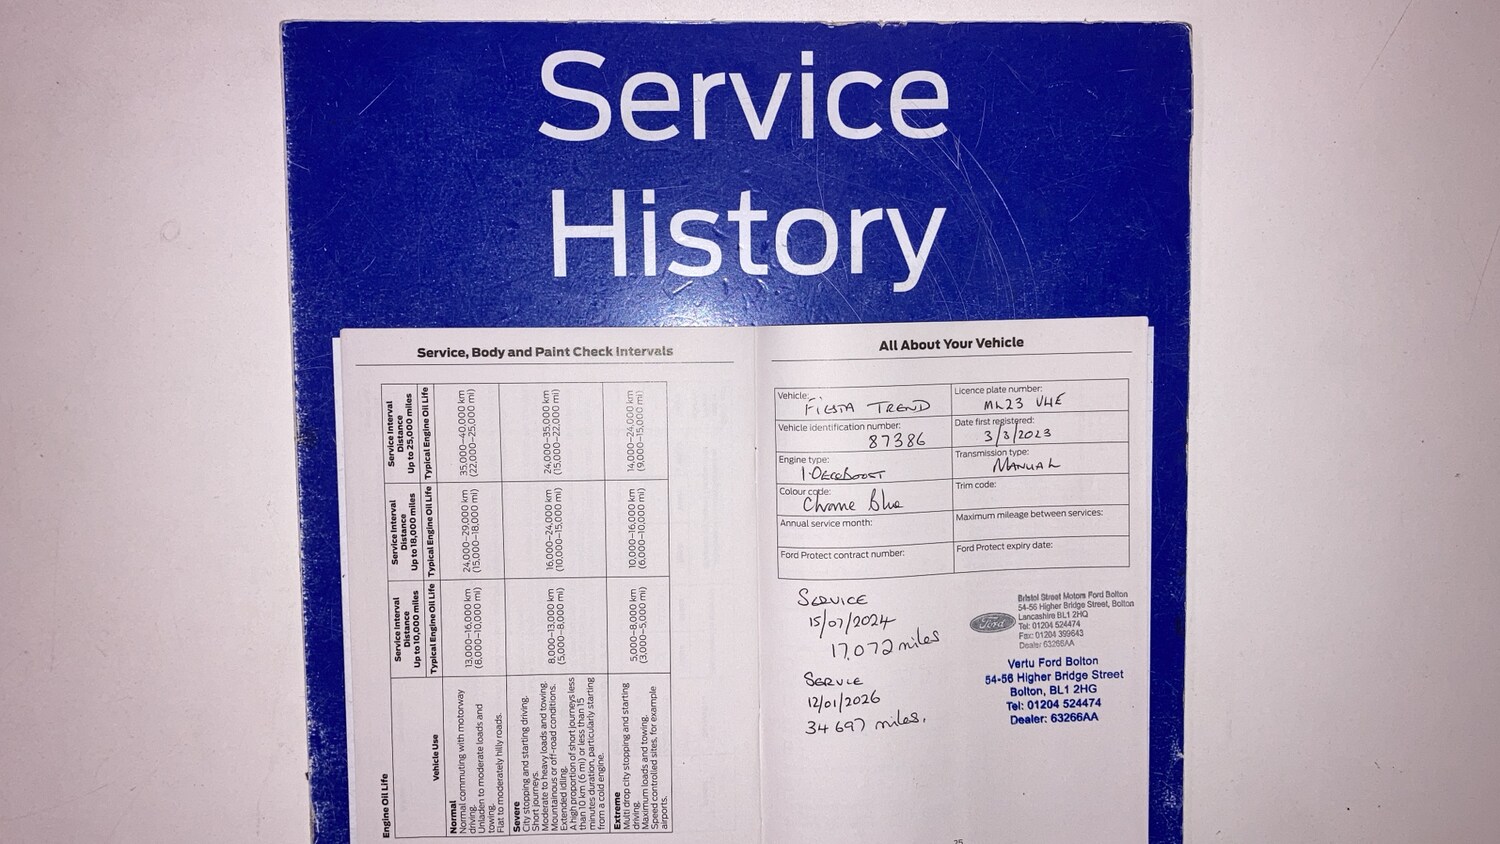 Service
History
Service, Body and Paint Check Intervals
Engine Oil Life
Vehicle Use
Service Interval
Distance
Up to 10,000 miles
Service Interval
Distance
Up to 18,000 miles
Service Interval
Distance
Up to 25,000 miles
Typical Engine Oil Life
Typical Engine Oil Life
Typical Engine Oil Life
Normal
Normal commuting with motorway
driving.
Unladen to moderate loads and
towing.
Flat to moderately hilly roads.
13,000–16,000 km
(8,000–10,000 mi)
24,000–29,000 km
(15,000–18,000 mi)
35,000–40,000 km
(22,000–25,000 mi)
Severe
City stopping and starting driving.
Short journeys.
Moderate to heavy loads and towing.
Mountainous or off-road conditions.
Extended idling.
A high proportion of short journeys less
than 10 km (6 mi) or less than 15
minutes duration, particularly starting
from a cold engine.
8,000–13,000 km
(5,000–8,000 mi)
16,000–24,000 km
(10,000–15,000 mi)
24,000–35,000 km
(15,000–22,000 mi)
Extreme
Multi drop city stopping and starting
driving.
Maximum loads and towing.
Speed controlled sites, for example
airports.
5,000–8,000 km
(3,000–5,000 mi)
10,000–16,000 km
(6,000–10,000 mi)
14,000–24,000 km
(9,000–15,000 mi)
All About Your Vehicle
Vehicle: FIESTA TREND
Licence plate number: ML23 VHE
Vehicle identification number: 87386
Date first registered: 3/3/2023
Engine type: 1.0 ECOBOOST
Transmission type: MANUAL
Colour code: Chrome Blue
Trim code:
Annual service month:
Maximum mileage between services:
Ford Protect contract number:
Ford Protect expiry date:
SERVICE
15/07/2024
17,072 miles
SERVICE
12/01/2026
34 697 miles.
Ford
Bristol Street Motors Ford Bolton
54-56 Higher Bridge Street, Bolton
Lancashire BL1 2HQ
Tel: 01204 524474
Fax: 01204 399643
Dealer 63266AA
Vertu Ford Bolton
54-56 Higher Bridge Street
Bolton, BL1 2HG
Tel: 01204 524474
Dealer: 63266AA